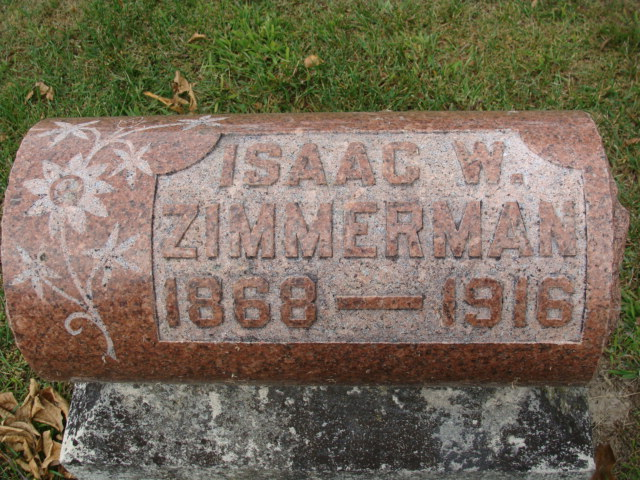 ISAAC W.
ZIMMERMAN
1868 — 1916